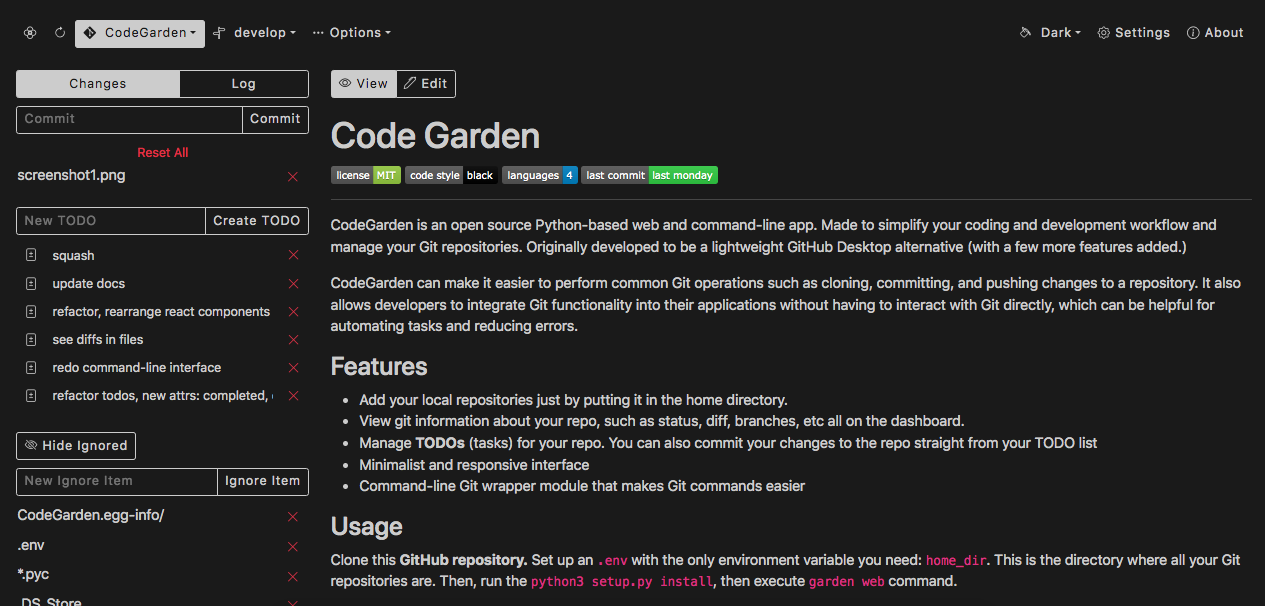 CodeGarden develop Options Dark Settings About
Changes Log
Commit Commit
Reset All
screenshot1.png
New TODO Create TODO
squash
update docs
refactor, rearrange react components
see diffs in files
redo command-line interface
refactor todos, new attrs: completed,
Hide Ignored
New Ignore Item Ignore Item
CodeGarden.egg-info/
.env
*.pyc
.DS_Store
View Edit
Code Garden
license MIT code style black languages 4 last commit last monday
CodeGarden is an open source Python-based web and command-line app. Made to simplify your coding and development workflow and
manage your Git repositories. Originally developed to be a lightweight GitHub Desktop alternative (with a few more features added.)
CodeGarden can make it easier to perform common Git operations such as cloning, committing, and pushing changes to a repository. It also
allows developers to integrate Git functionality into their applications without having to interact with Git directly, which can be helpful for
automating tasks and reducing errors.
Features
Add your local repositories just by putting it in the home directory.
View git information about your repo, such as status, diff, branches, etc all on the dashboard.
Manage TODOs (tasks) for your repo. You can also commit your changes to the repo straight from your TODO list
Minimalist and responsive interface
Command-line Git wrapper module that makes Git commands easier
Usage
Clone this GitHub repository. Set up an .env with the only environment variable you need: home_dir. This is the directory where all your Git
repositories are. Then, run the python3 setup.py install, then execute garden web command.